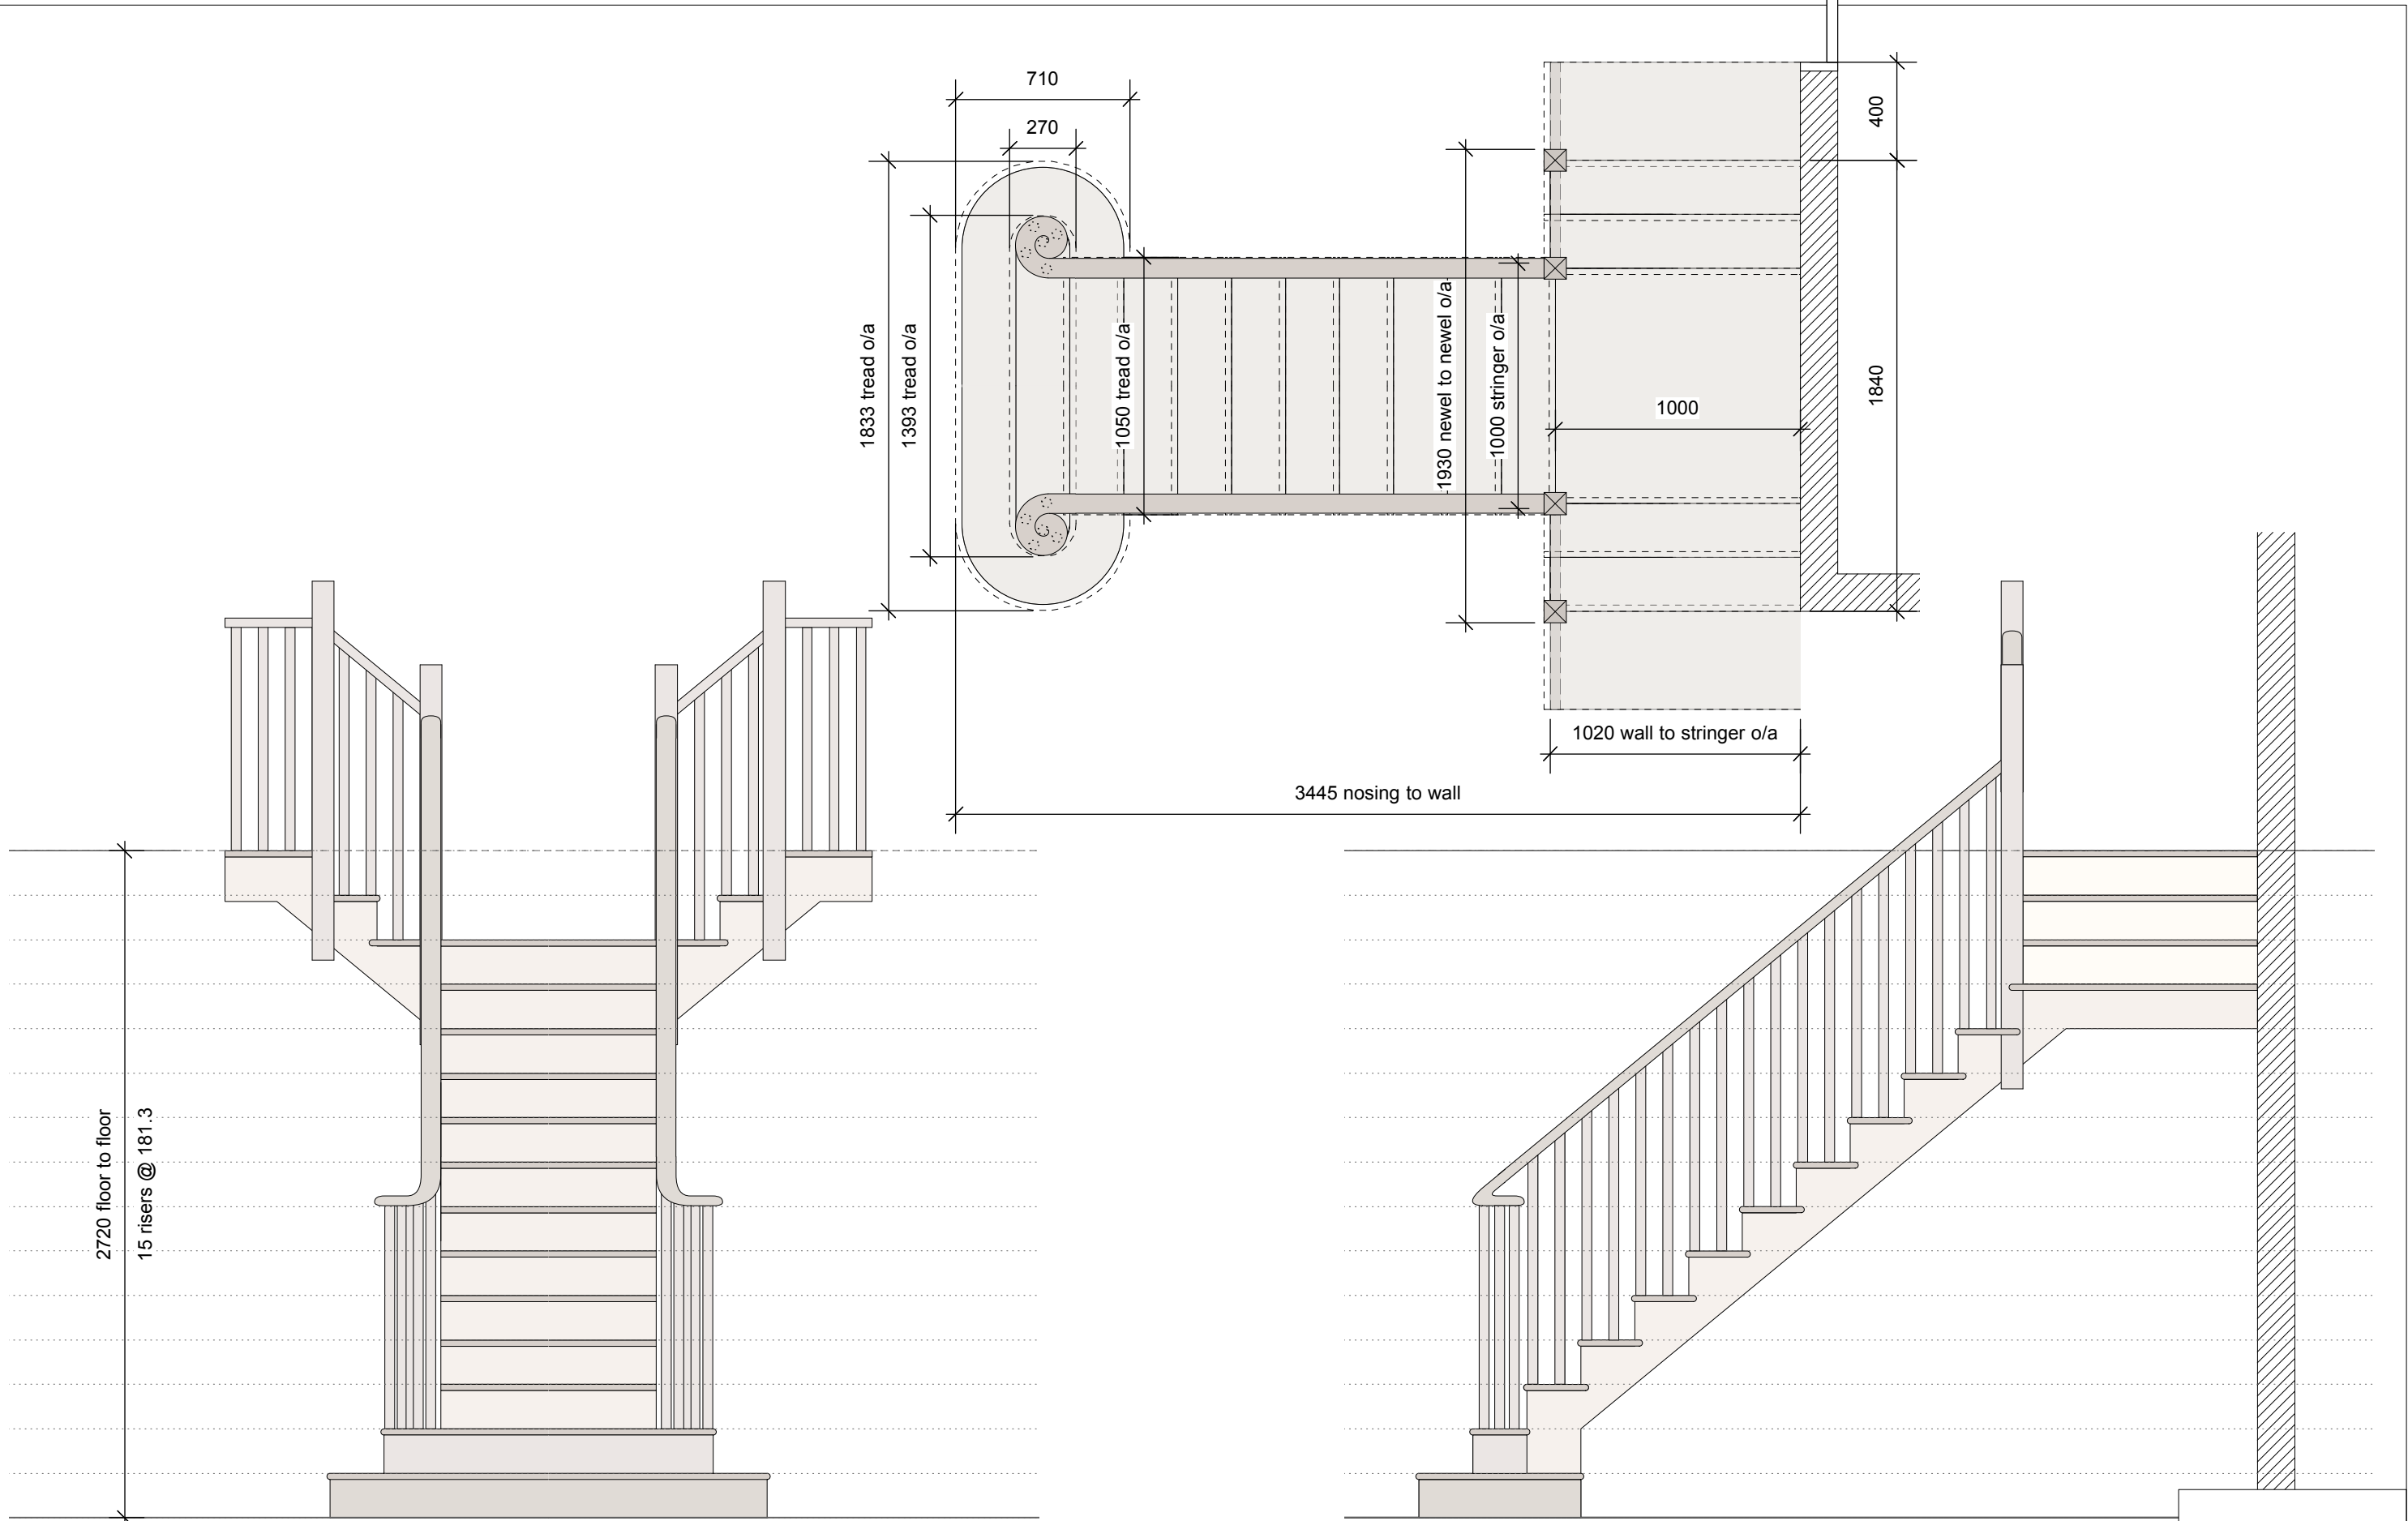 710
270
400
1833 tread o/a
1393 tread o/a
1050 tread o/a
1930 newel to newel o/a
1000 stringer o/a
1000
1840
1020 wall to stringer o/a
3445 nosing to wall
2720 floor to floor
15 risers @ 181.3